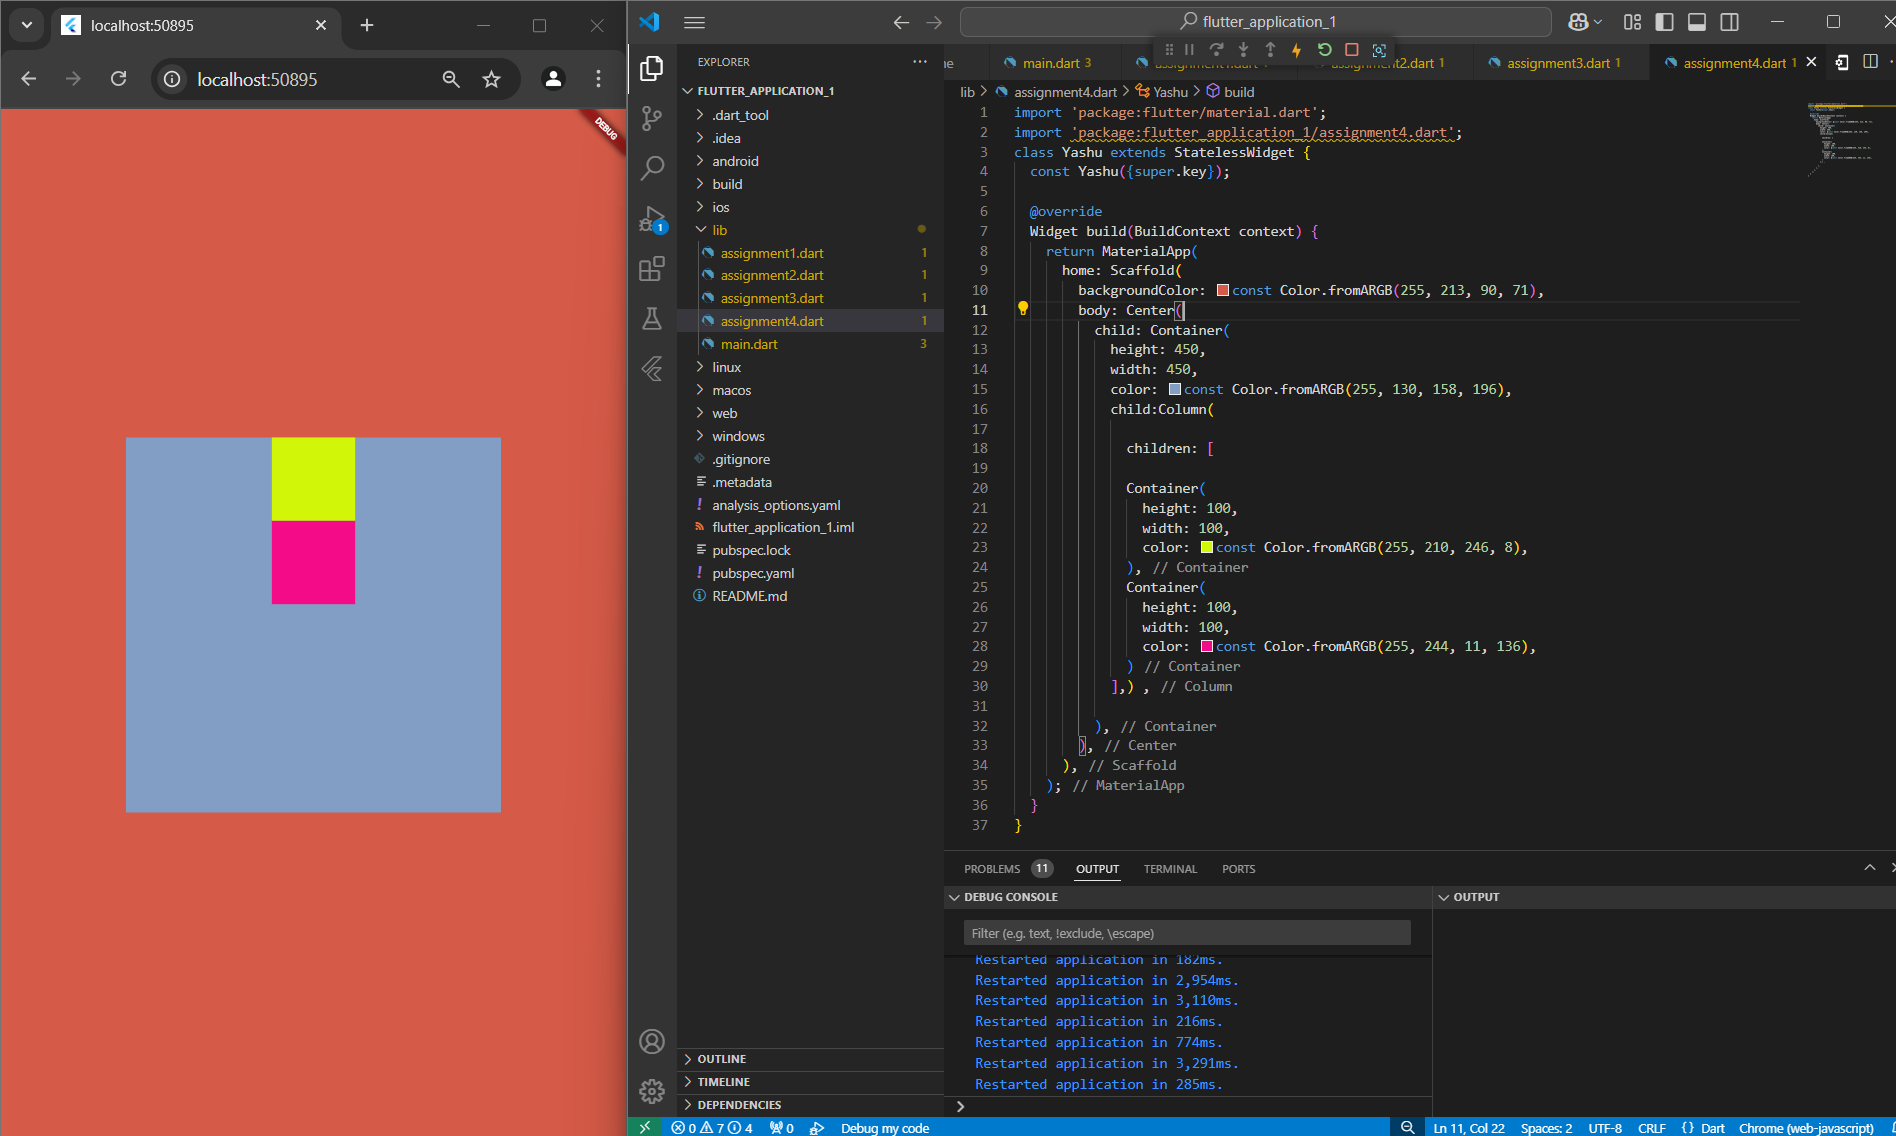 localhost:50895
localhost:50895
DEBUG
flutter_application_1
EXPLORER
FLUTTER_APPLICATION_1
.dart_tool
.idea
android
build
ios
lib
assignment1.dart 1
assignment2.dart 1
assignment3.dart 1
assignment4.dart 1
main.dart 3
linux
macos
web
windows
.gitignore
.metadata
analysis_options.yaml
flutter_application_1.iml
pubspec.lock
pubspec.yaml
README.md
OUTLINE
TIMELINE
DEPENDENCIES
main.dart 3
assignment3.dart 1
assignment4.dart 1
lib > assignment4.dart > Yashu > build
1 import 'package:flutter/material.dart';
2 import 'package:flutter_application_1/assignment4.dart';
3 class Yashu extends StatelessWidget {
4 const Yashu({super.key});
5
6 @override
7 Widget build(BuildContext context) {
8 return MaterialApp(
9 home: Scaffold(
10 backgroundColor: const Color.fromARGB(255, 213, 90, 71),
11 body: Center(
12 child: Container(
13 height: 450,
14 width: 450,
15 color: const Color.fromARGB(255, 130, 158, 196),
16 child:Column(
17
18 children: [
19
20 Container(
21 height: 100,
22 width: 100,
23 color: const Color.fromARGB(255, 210, 246, 8),
24 ), // Container
25 Container(
26 height: 100,
27 width: 100,
28 color: const Color.fromARGB(255, 244, 11, 136),
29 ) // Container
30 ],) , // Column
31
32 ), // Container
33 ), // Center
34 ), // Scaffold
35 ); // MaterialApp
36 }
37 }
PROBLEMS 11 OUTPUT TERMINAL PORTS
DEBUG CONSOLE
Filter (e.g. text, !exclude, \escape)
Restarted application in 182ms.
Restarted application in 2,954ms.
Restarted application in 3,110ms.
Restarted application in 216ms.
Restarted application in 774ms.
Restarted application in 3,291ms.
Restarted application in 285ms.
OUTPUT
0 7 4 0 Debug my code Ln 11, Col 22 Spaces: 2 UTF-8 CRLF {} Dart Chrome (web-javascript)